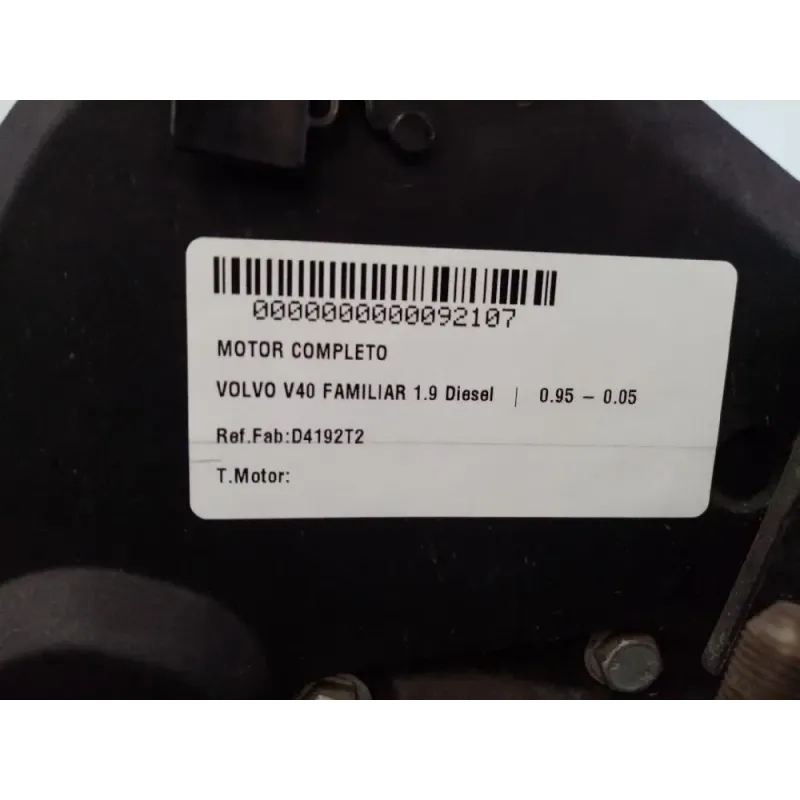 0000000000092107
MOTOR COMPLETO
VOLVO V40 FAMILIAR 1.9 Diesel | 0.95 – 0.05
Ref.Fab:D4192T2
T.Motor: